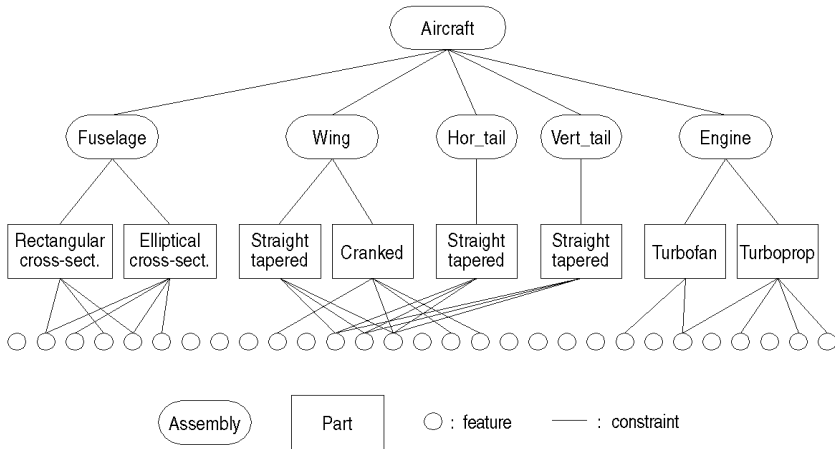 Aircraft
Fuselage
Wing
Hor_tail
Vert_tail
Engine
Rectangular
cross-sect.
Elliptical
cross-sect.
Straight
tapered
Cranked
Straight
tapered
Straight
tapered
Turbofan
Turboprop
Assembly
Part
: feature
: constraint